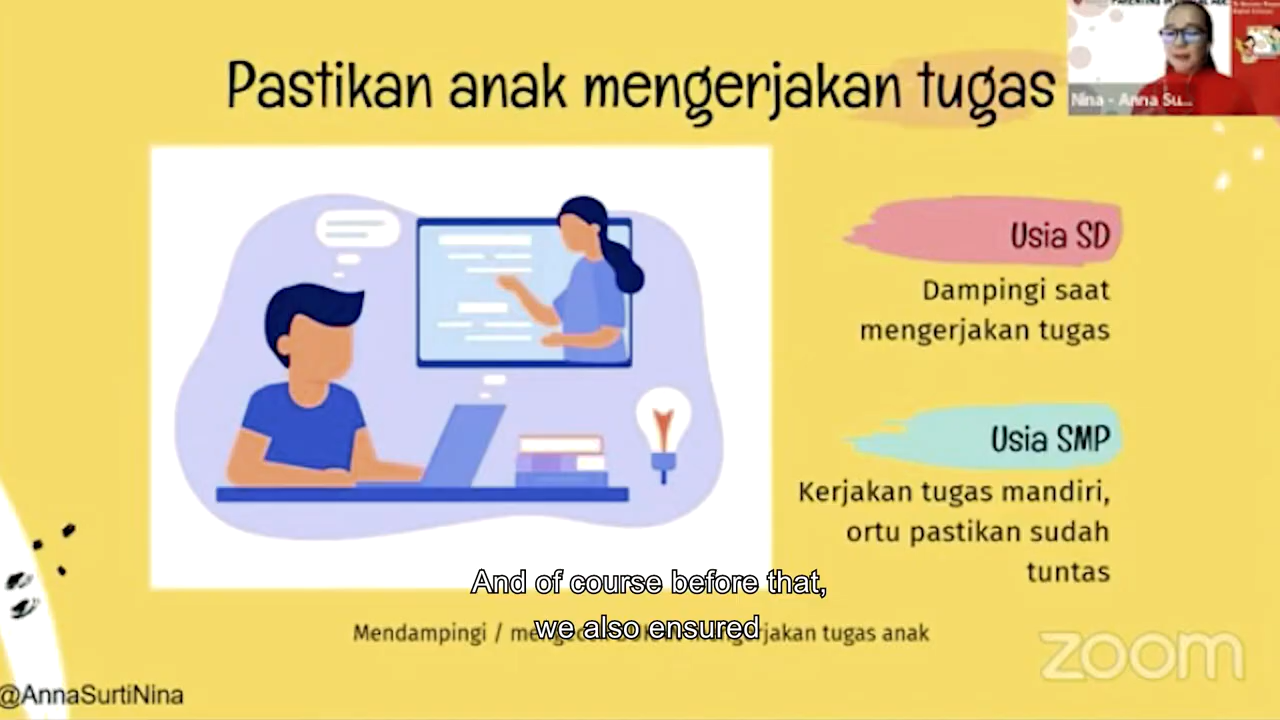 Pastikan anak mengerjakan tugas
Nina - Anna Su...
Usia SD
Dampingi saat
mengerjakan tugas
Usia SMP
Kerjakan tugas mandiri,
ortu pastikan sudah
tuntas
And of course before that,
we also ensured
Mendampingi / tugas anak
zoom
@AnnaSurtiNina